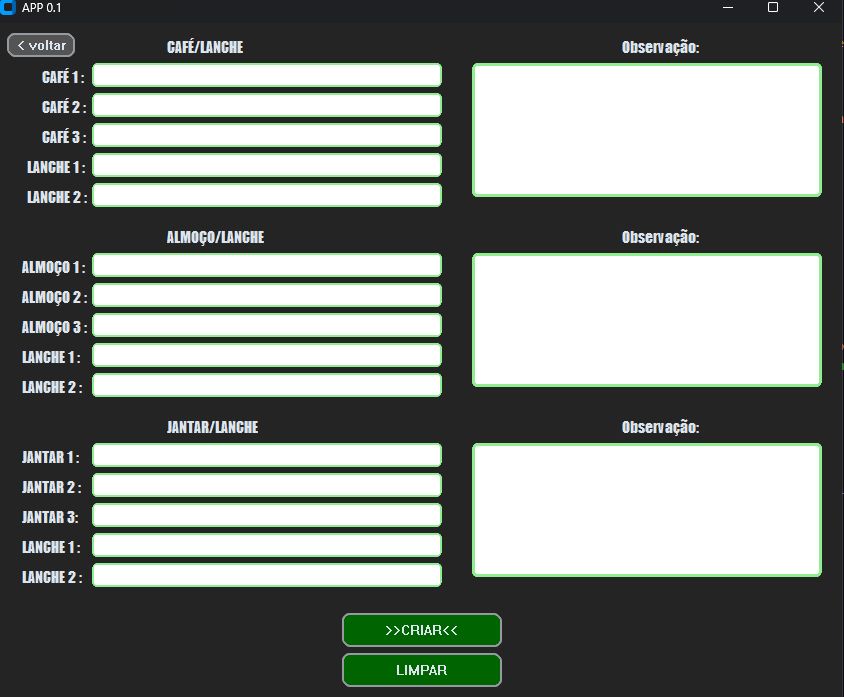 APP 0.1
< voltar
CAFÉ/LANCHE
Observação:
CAFÉ 1 :
CAFÉ 2 :
CAFÉ 3 :
LANCHE 1 :
LANCHE 2 :
ALMOÇO/LANCHE
Observação:
ALMOÇO 1 :
ALMOÇO 2 :
ALMOÇO 3 :
LANCHE 1 :
LANCHE 2 :
JANTAR/LANCHE
Observação:
JANTAR 1 :
JANTAR 2 :
JANTAR 3:
LANCHE 1 :
LANCHE 2 :
>>CRIAR<<
LIMPAR